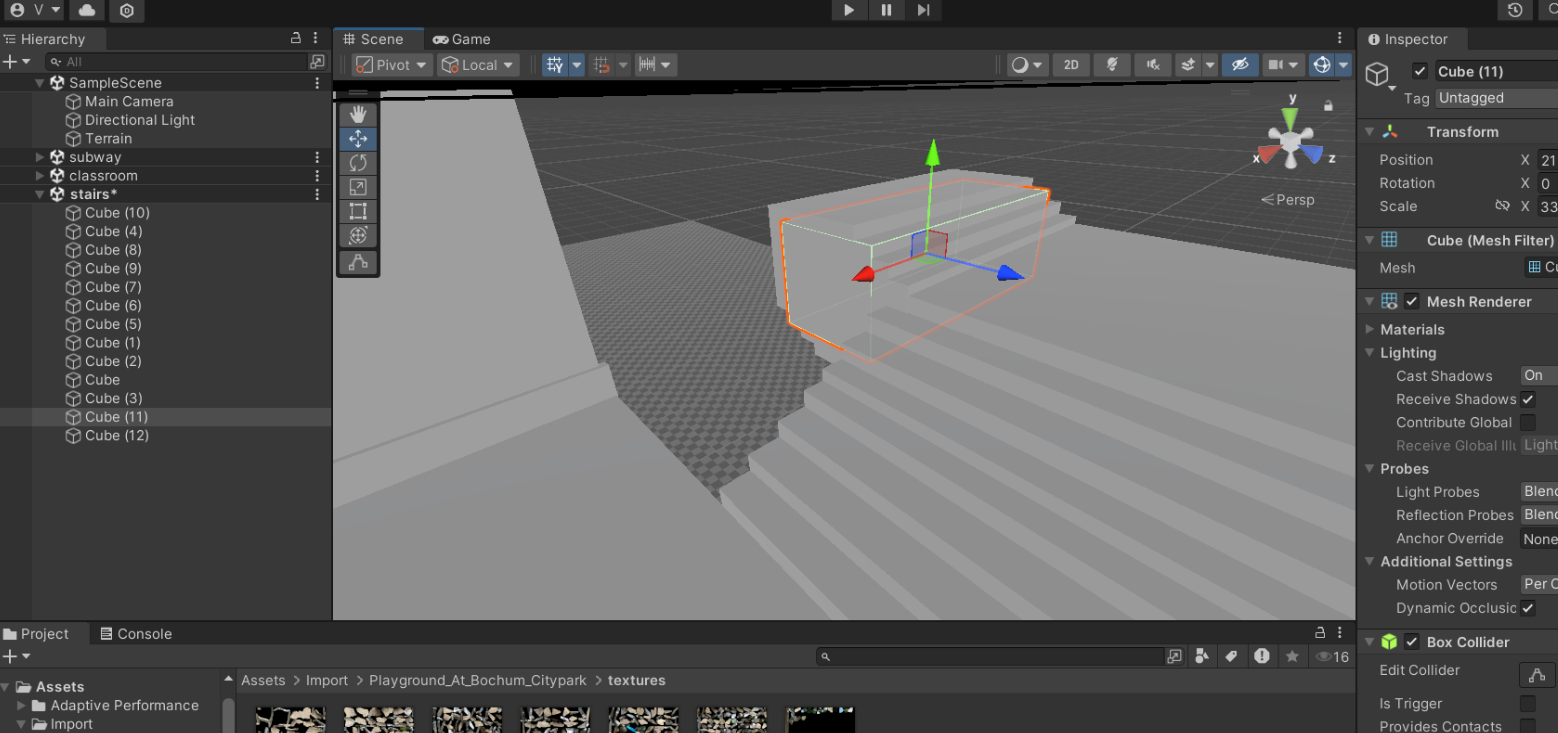 V
Hierarchy
All
SampleScene
Main Camera
Directional Light
Terrain
subway
classroom
stairs*
Cube (10)
Cube (4)
Cube (8)
Cube (9)
Cube (7)
Cube (6)
Cube (5)
Cube (1)
Cube (2)
Cube
Cube (3)
Cube (11)
Cube (12)
Scene
Game
Pivot
Local
2D
y
x
z
Persp
Inspector
Cube (11)
Tag Untagged
Transform
Position X 21
Rotation X 0
Scale X 33
Cube (Mesh Filter)
Mesh Cu
Mesh Renderer
Materials
Lighting
Cast Shadows On
Receive Shadows
Contribute Global
Receive Global Illu Light
Probes
Light Probes Blend
Reflection Probes Blend
Anchor Override None
Additional Settings
Motion Vectors Per O
Dynamic Occlusic
Box Collider
Edit Collider
Is Trigger
Provides Contacts
Project
Console
16
Assets
Adaptive Performance
Import
Assets > Import > Playground_At_Bochum_Citypark > textures